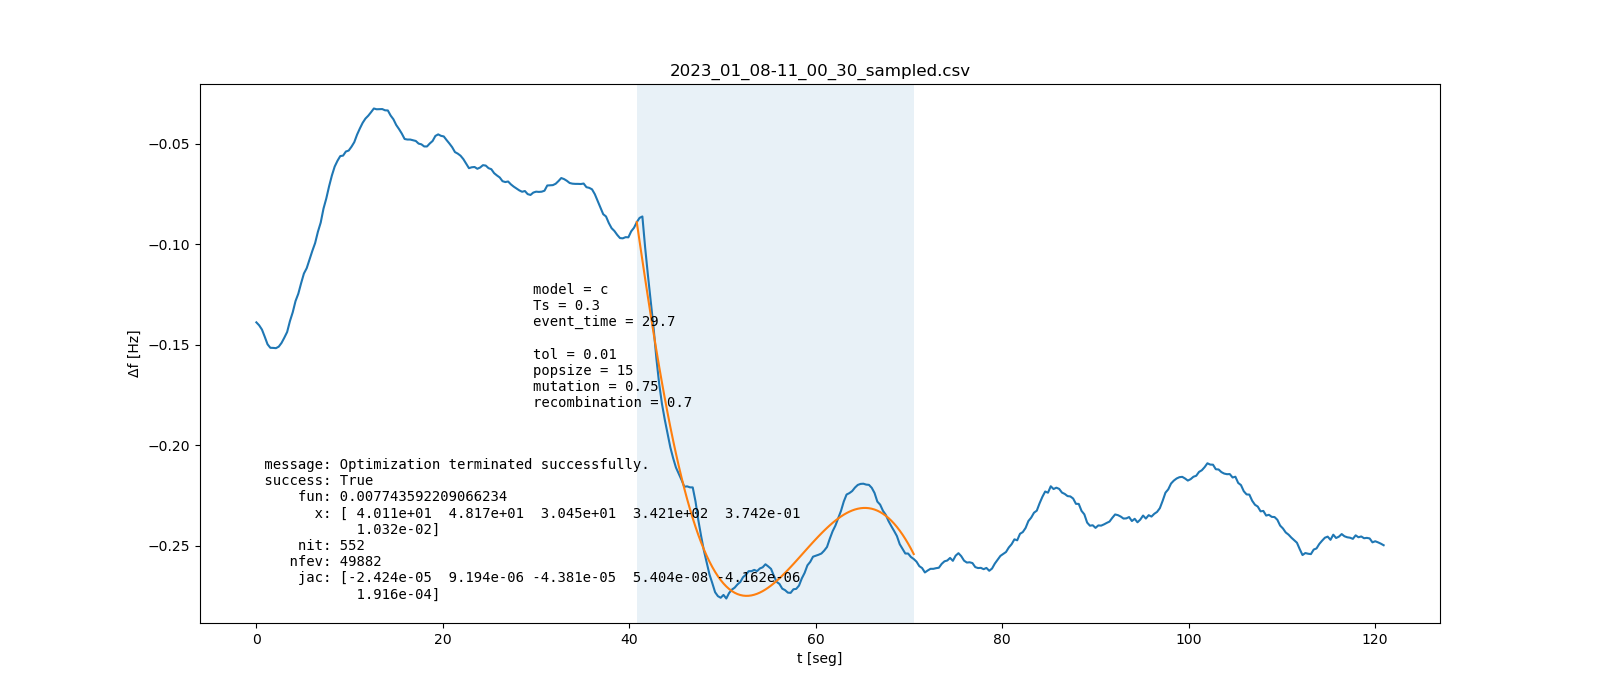 2023_01_08-11_00_30_sampled.csv
Δf [Hz]
−0.05
−0.10
−0.15
−0.20
−0.25
model = c
Ts = 0.3
event_time = 29.7
tol = 0.01
popsize = 15
mutation = 0.75
recombination = 0.7
message: Optimization terminated successfully.
success: True
fun: 0.007743592209066234
x: [ 4.011e+01  4.817e+01  3.045e+01  3.421e+02  3.742e-01
1.032e-02]
nit: 552
nfev: 49882
jac: [-2.424e-05  9.194e-06 -4.381e-05  5.404e-08 -4.162e-06
1.916e-04]
0 20 40 60 80 100 120
t [seg]